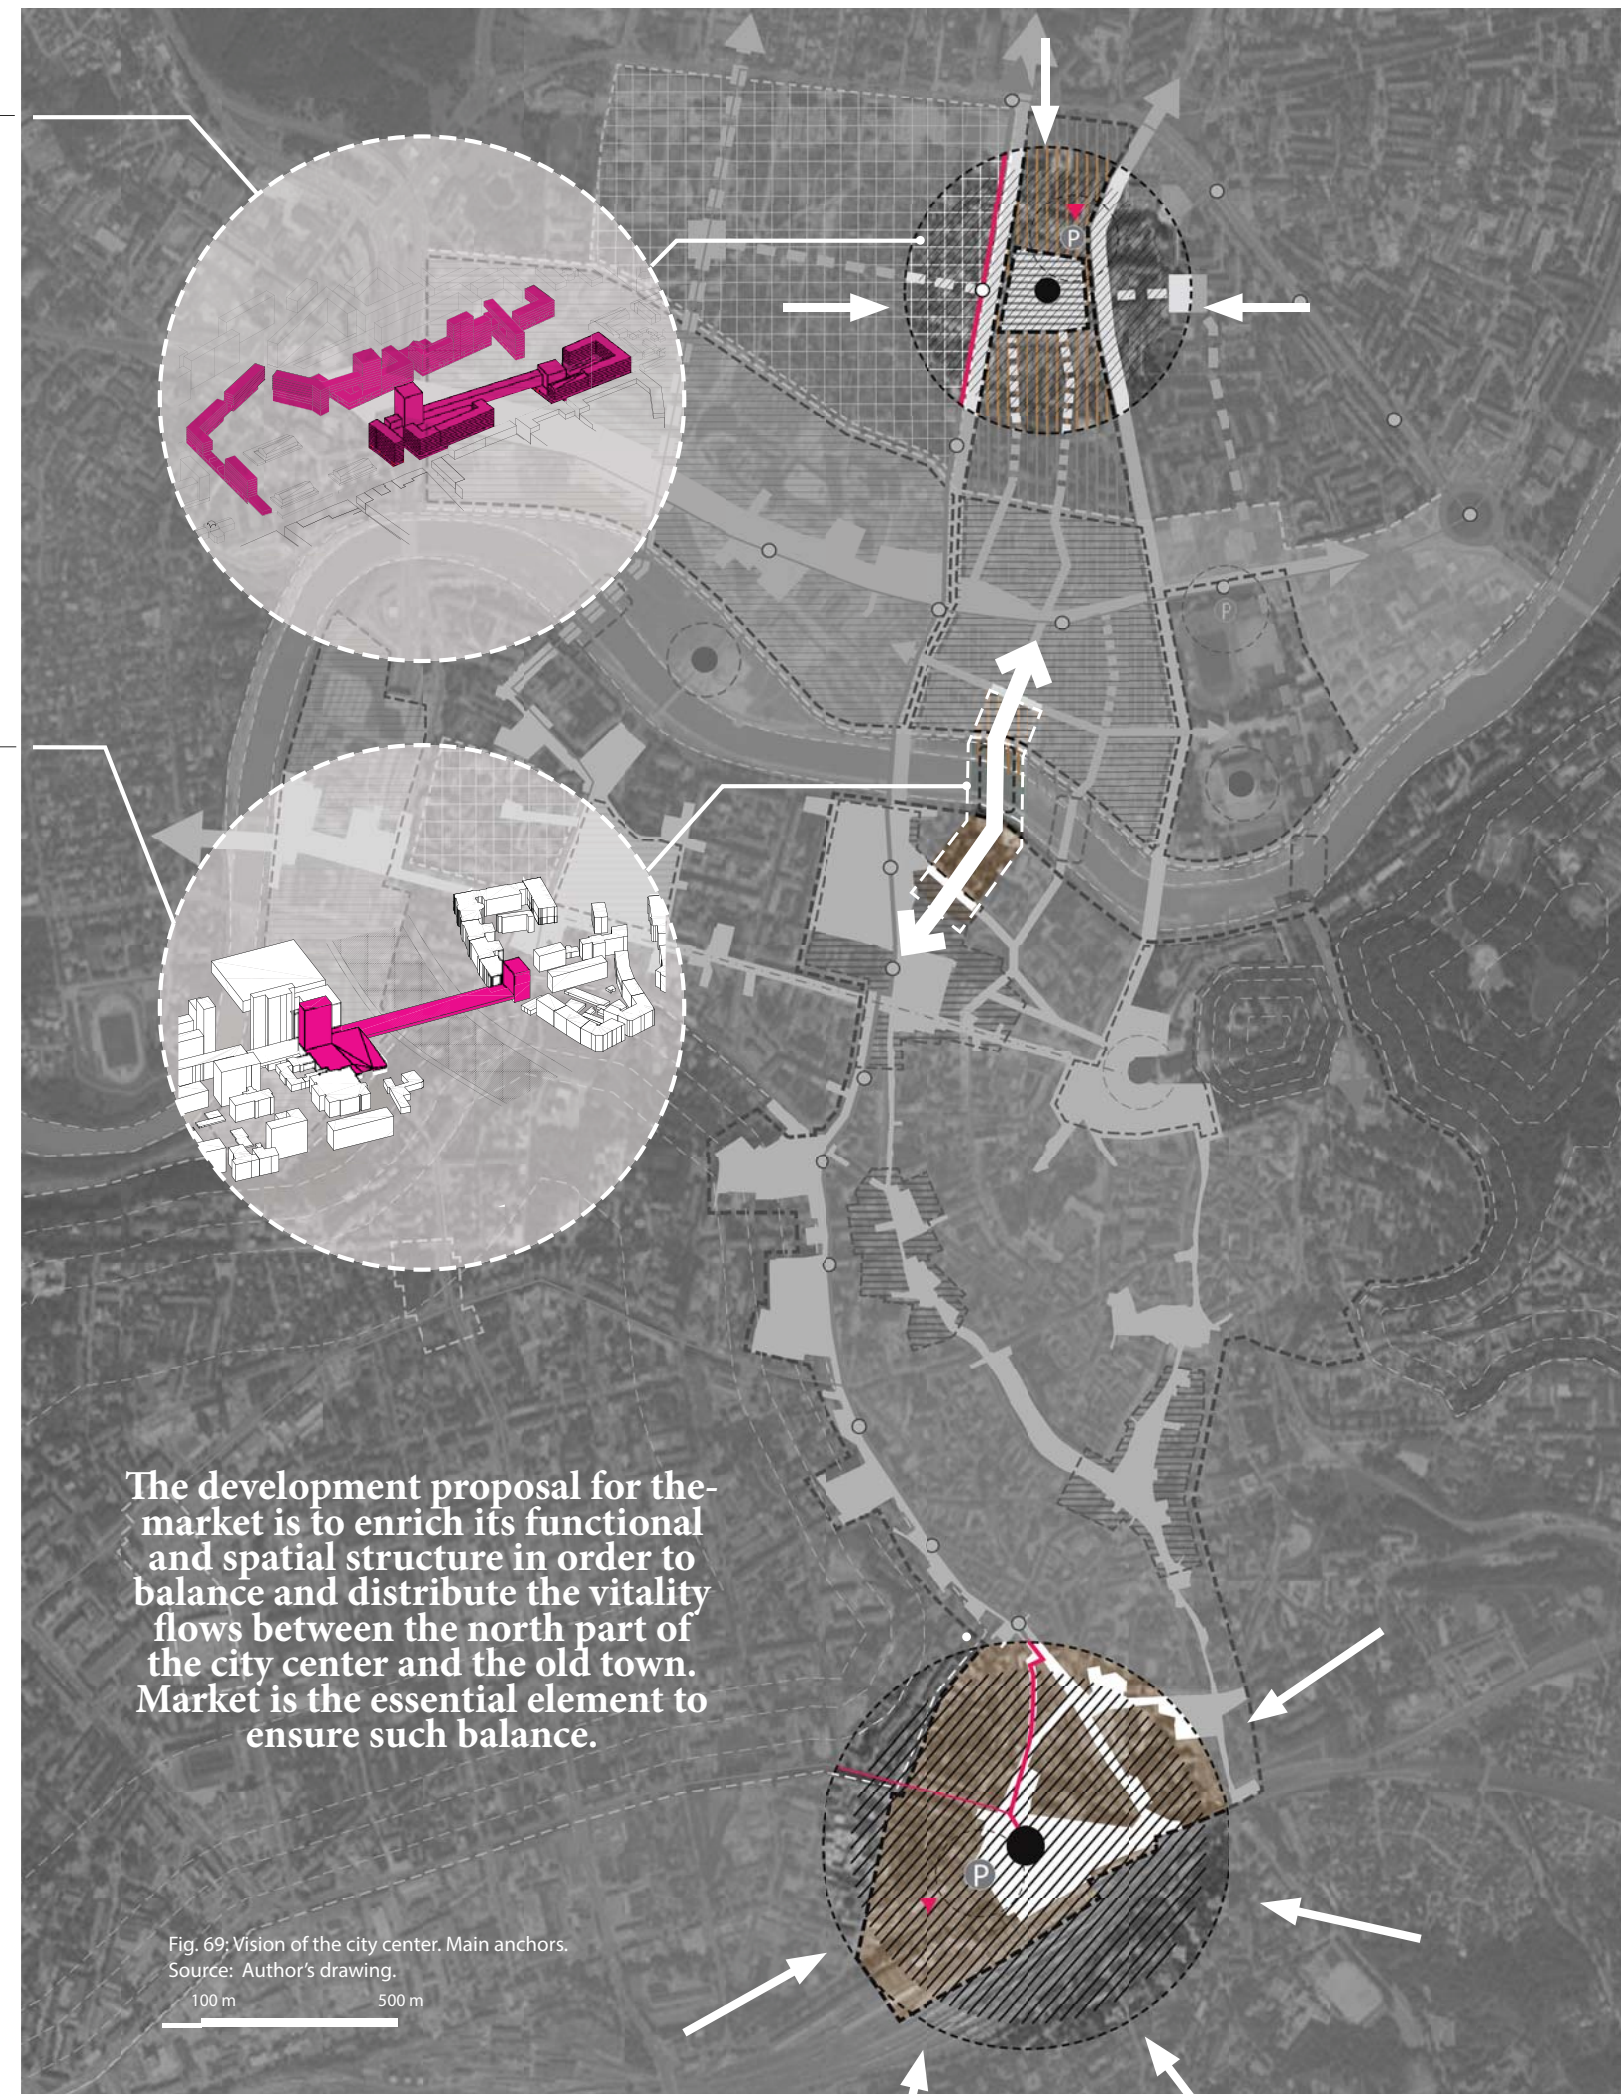 P
P
The development proposal for the-
market is to enrich its functional
and spatial structure in order to
balance and distribute the vitality
flows between the north part of
the city center and the old town.
Market is the essential element to
ensure such balance.
P
Fig. 69: Vision of the city center. Main anchors.
Source: Author's drawing.
100 m 500 m